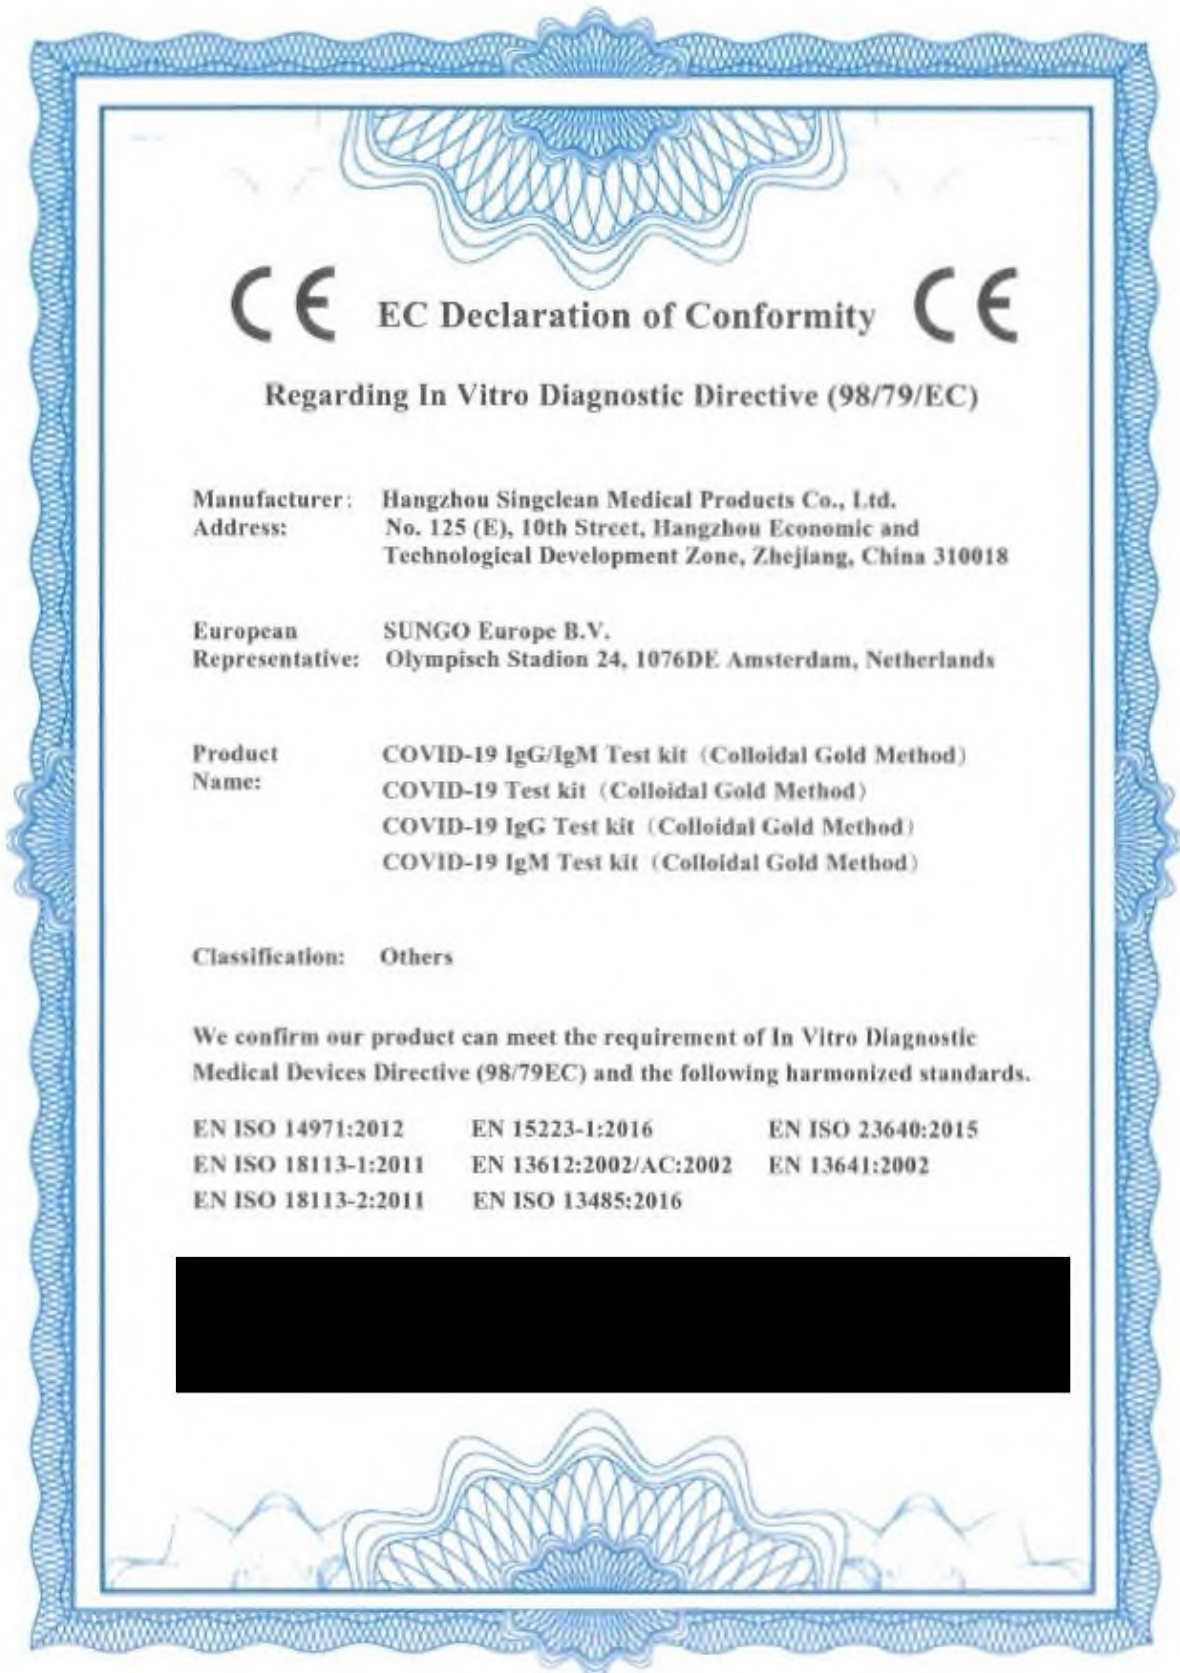 CE EC Declaration of Conformity CE
Regarding In Vitro Diagnostic Directive (98/79/EC)
Manufacturer: Hangzhou Singclean Medical Products Co., Ltd.
Address: No. 125 (E), 10th Street, Hangzhou Economic and
Technological Development Zone, Zhejiang, China 310018
European SUNGO Europe B.V.
Representative: Olympisch Stadion 24, 1076DE Amsterdam, Netherlands
Product COVID-19 IgG/IgM Test kit（Colloidal Gold Method）
Name:
COVID-19 Test kit（Colloidal Gold Method）
COVID-19 IgG Test kit（Colloidal Gold Method）
COVID-19 IgM Test kit（Colloidal Gold Method）
Classification: Others
We confirm our product can meet the requirement of In Vitro Diagnostic
Medical Devices Directive (98/79EC) and the following harmonized standards.
EN ISO 14971:2012 EN 15223-1:2016 EN ISO 23640:2015
EN ISO 18113-1:2011 EN 13612:2002/AC:2002 EN 13641:2002
EN ISO 18113-2:2011 EN ISO 13485:2016